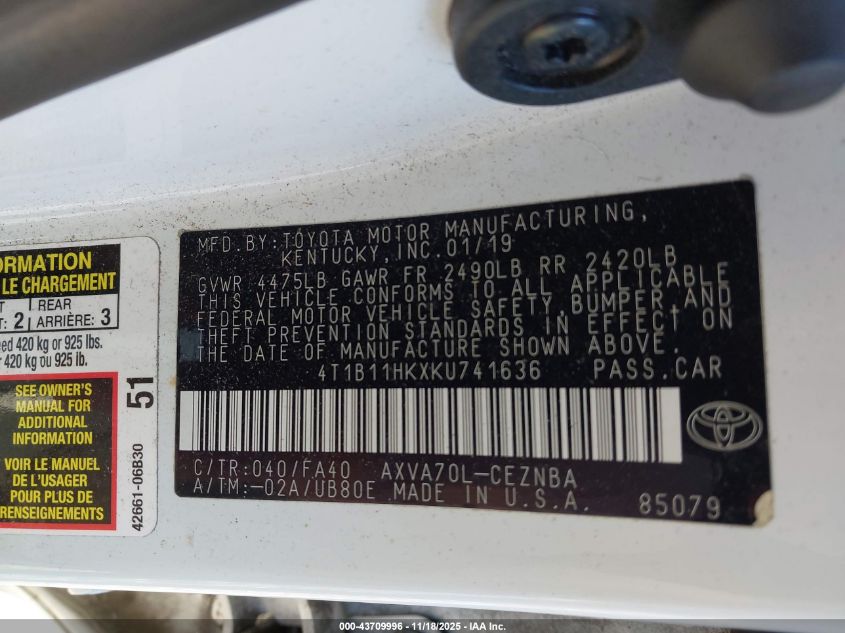 ORMATION
LE CHARGEMENT
REAR
: 2 ARRIÈRE: 3
eed 420 kg or 925 lbs.
r 420 kg ou 925 lb.
SEE OWNER'S
MANUAL FOR
ADDITIONAL
INFORMATION
VOIR LE MANUEL
DE L'USAGER
POUR PLUS DE
RENSEIGNEMENTS
51
42661-06B30
MFD.BY:TOYOTA MOTOR MANUFACTURING,
KENTUCKY,INC.01/19
GVWR 4475LB GAWR FR 2490LB RR 2420LB
THIS VEHICLE CONFORMS TO ALL APPLICABLE
FEDERAL MOTOR VEHICLE SAFETY,BUMPER,AND
THEFT PREVENTION STANDARDS IN EFFECT ON
THE DATE OF MANUFACTURE SHOWN ABOVE.
4T1B11HKXKU741636 PASS.CAR
C/TR:040/FA40 AXVA70L-CEZNBA
A/TM:-02A/UB80E MADE IN U.S.A.
85079
000-43709996 - 11/18/2025 - IAA Inc.